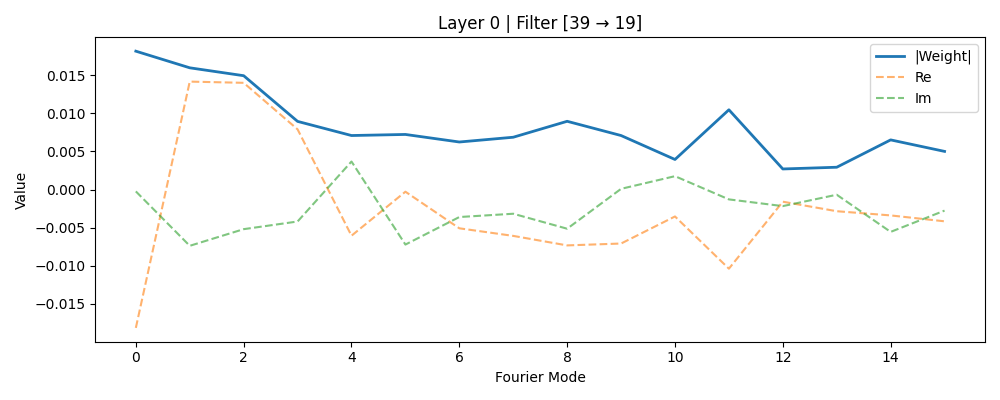 Layer 0 | Filter [39 → 19]
|Weight|
Re
Im
Value
0.015
0.010
0.005
0.000
−0.005
−0.010
−0.015
0 2 4 6 8 10 12 14
Fourier Mode